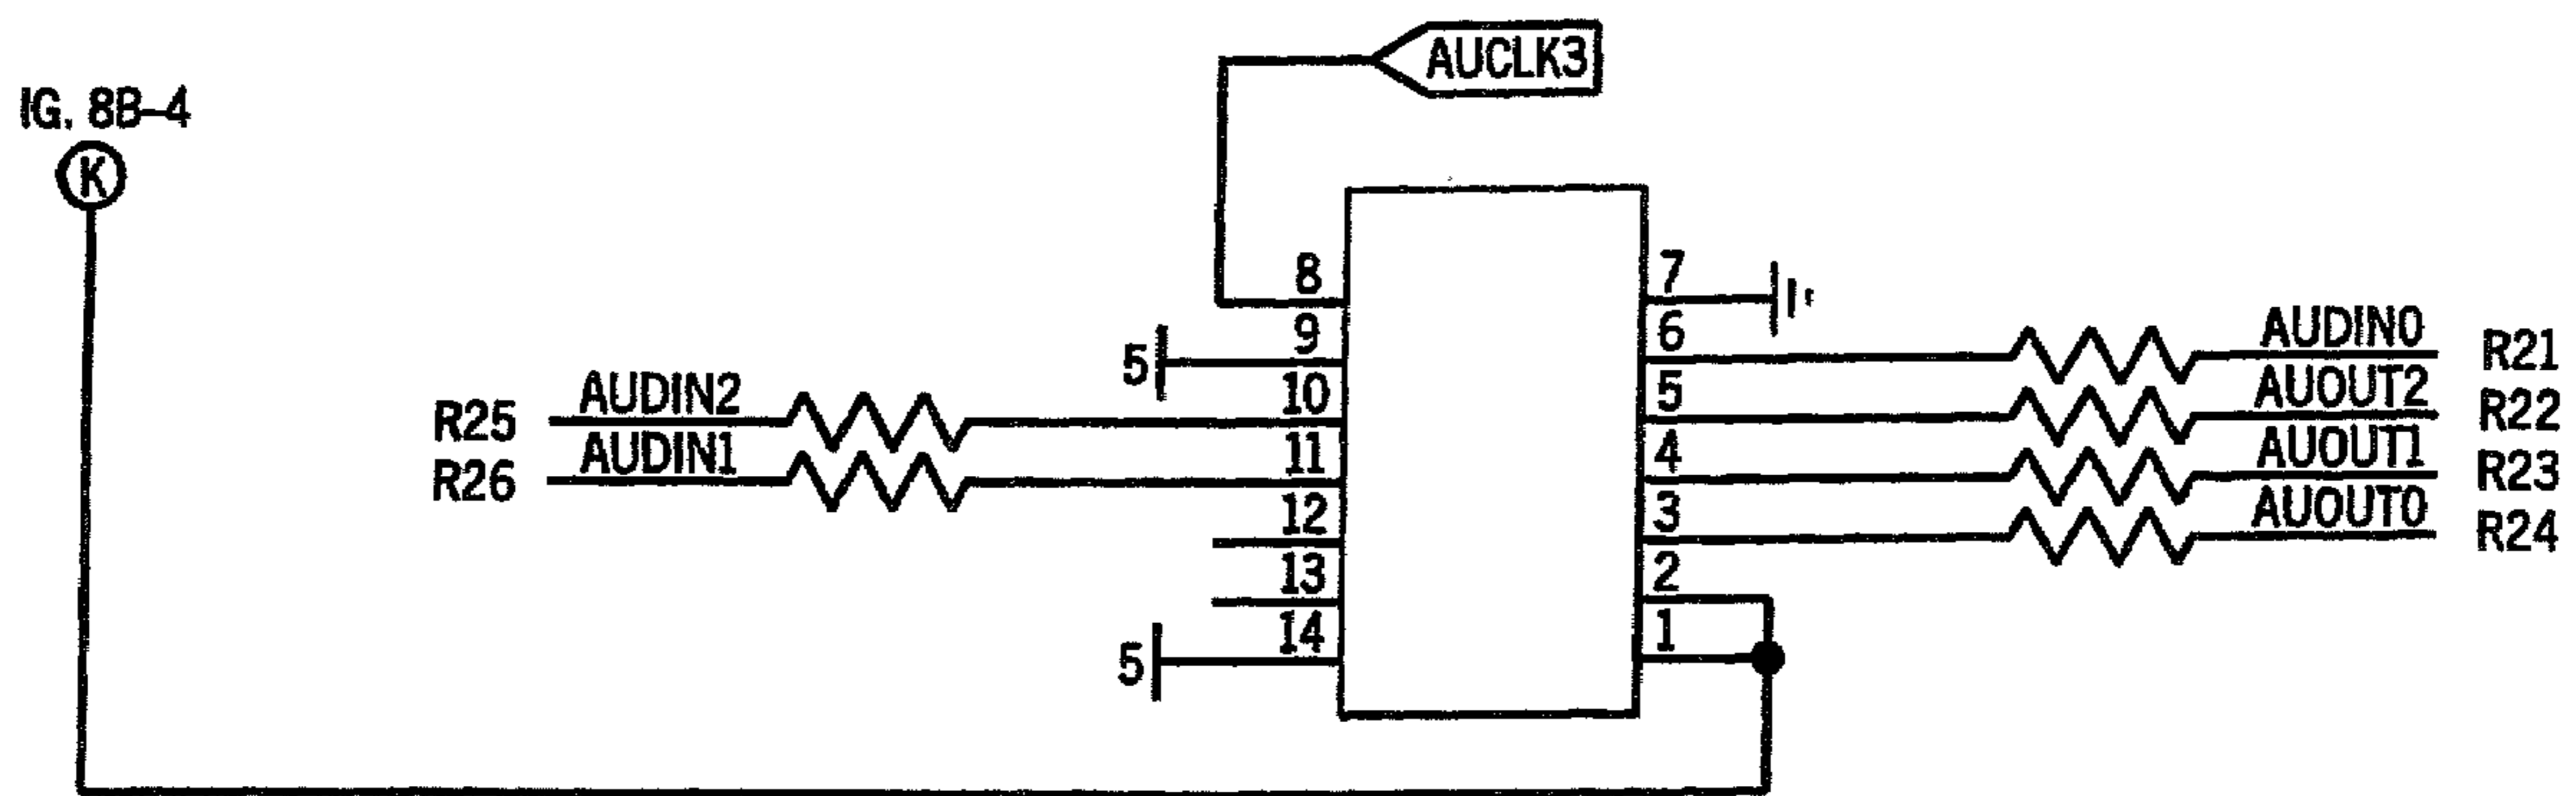 AUCLK3
IG. 8B-4
K
8
7
9
6
AUDIN0
R21
5
10
5
AUOUT2
R22
R25
AUDIN2
11
4
AUOUT1
R23
R26
AUDIN1
12
3
AUOUT0
R24
13
2
14
1
5